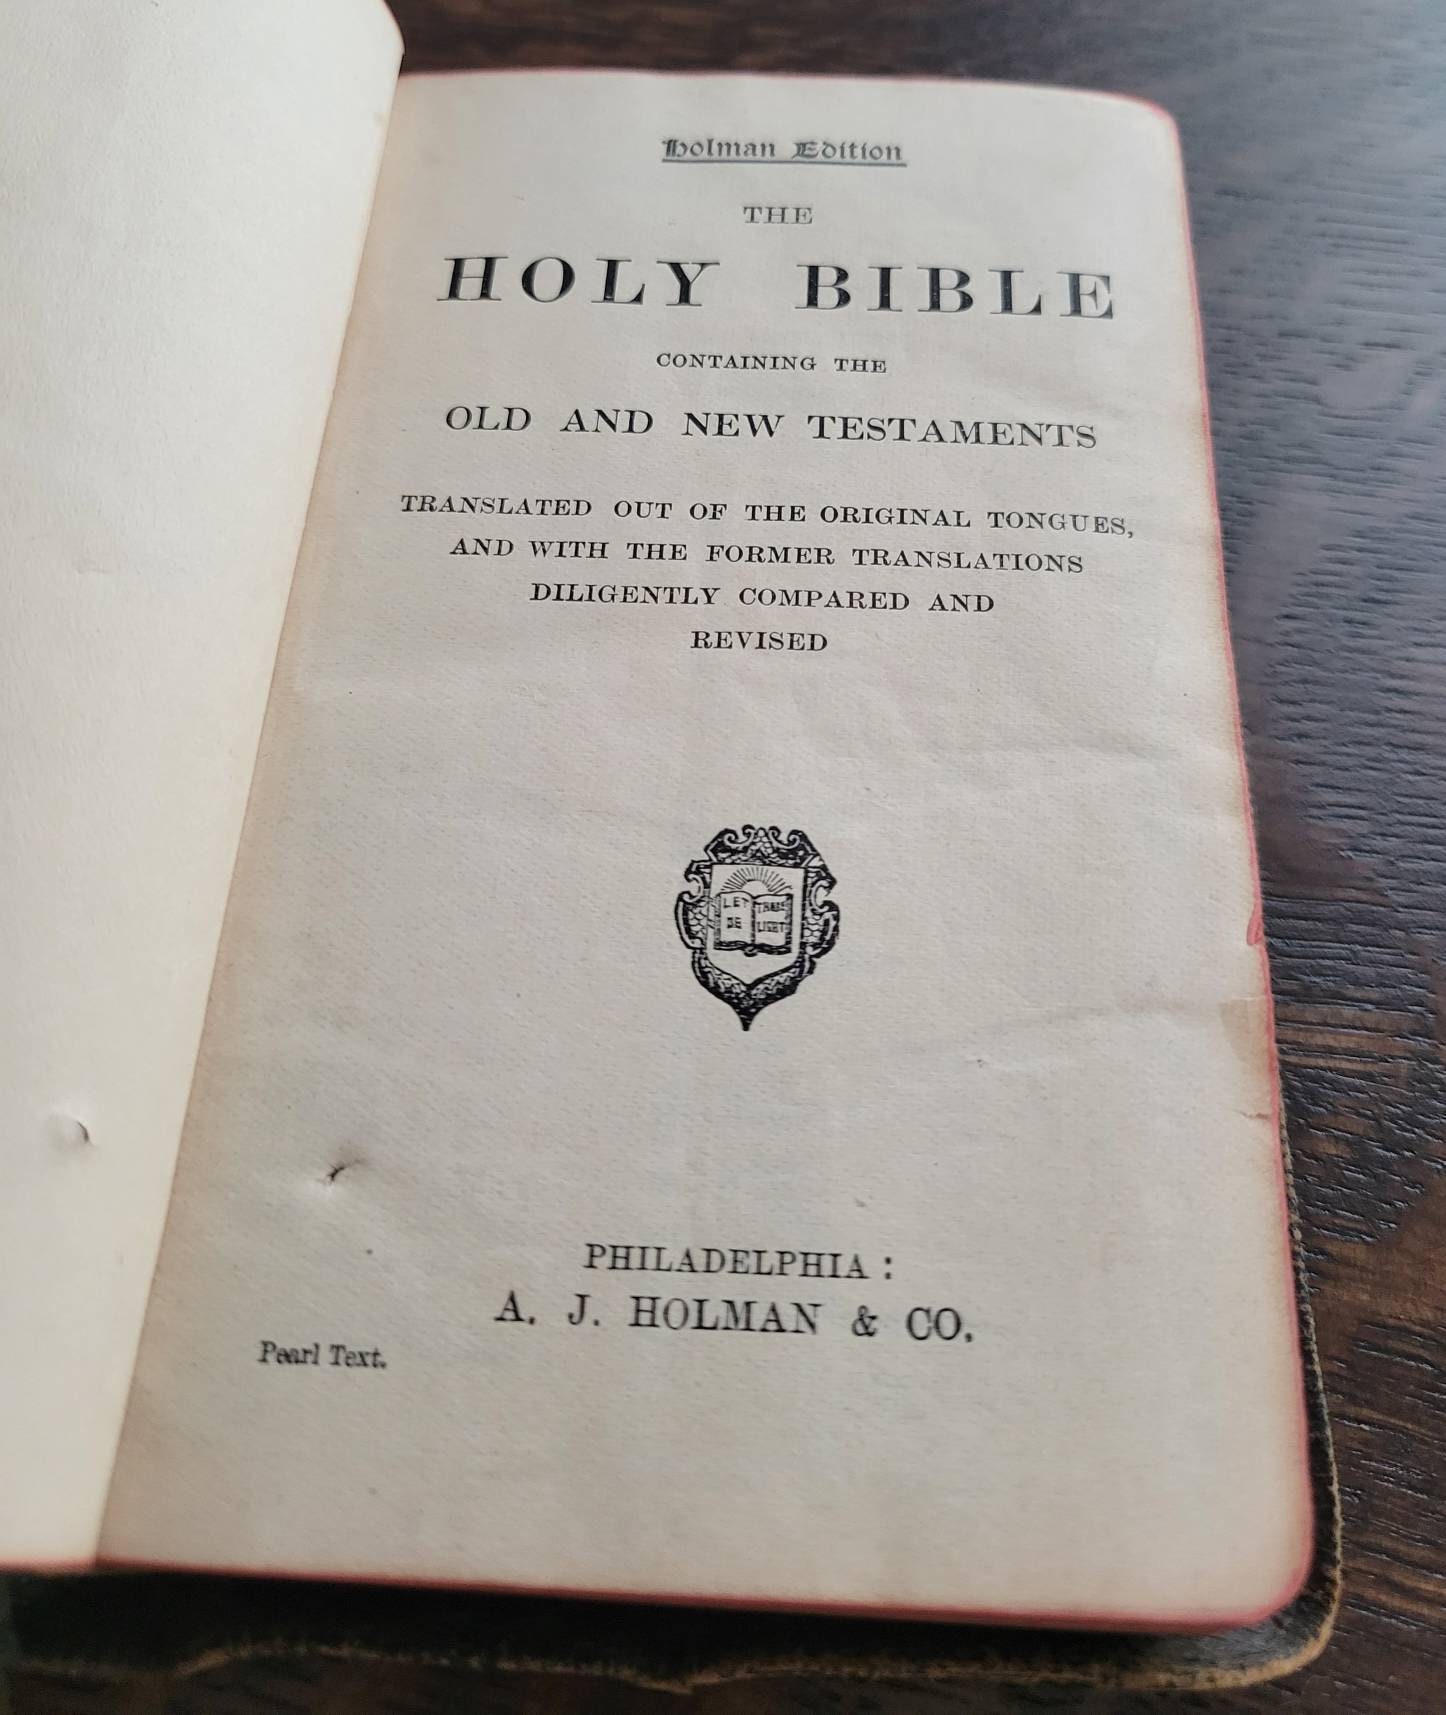 Holman Edition
THE
HOLY BIBLE
CONTAINING THE
OLD AND NEW TESTAMENTS
TRANSLATED OUT OF THE ORIGINAL TONGUES,
AND WITH THE FORMER TRANSLATIONS
DILIGENTLY COMPARED AND
REVISED
LET THERE
BE LIGHT
PHILADELPHIA:
A. J. HOLMAN & CO.
Pearl Text.